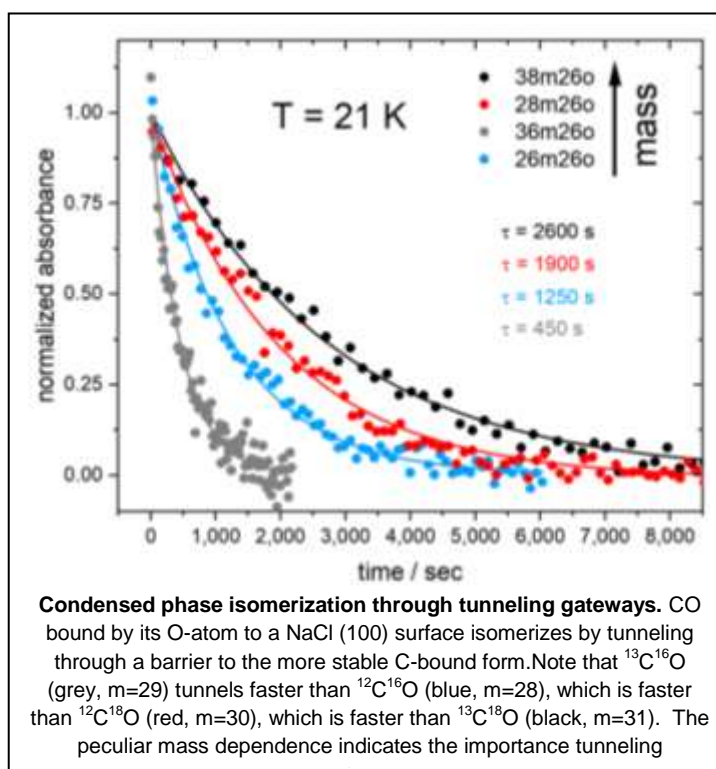 38m26o
28m26o
36m26o
26m26o
mass
T = 21 K
τ = 2600 s
τ = 1900 s
τ = 1250 s
τ = 450 s
normalized absorbance
1.00
0.75
0.50
0.25
0.00
0 1,000 2,000 3,000 4,000 5,000 6,000 7,000 8,000
time / sec
Condensed phase isomerization through tunneling gateways. CO
bound by its O-atom to a NaCl (100) surface isomerizes by tunneling
through a barrier to the more stable C-bound form.Note that ¹³C¹⁶O
(grey, m=29) tunnels faster than ¹²C¹⁶O (blue, m=28), which is faster
than ¹²C¹⁸O (red, m=30), which is faster than ¹³C¹⁸O (black, m=31). The
peculiar mass dependence indicates the importance tunneling